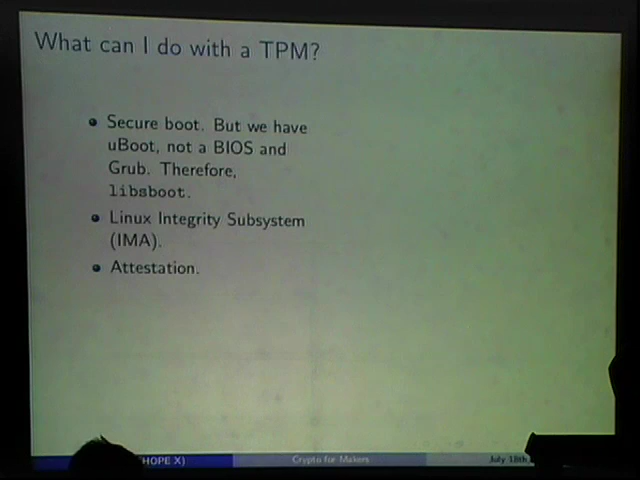 What can I do with a TPM?
Secure boot. But we have
uBoot, not a BIOS and
Grub. Therefore,
libsboot.
Linux Integrity Subsystem
(IMA).
Attestation.
HOPE X) Crypto for Makers July 18th